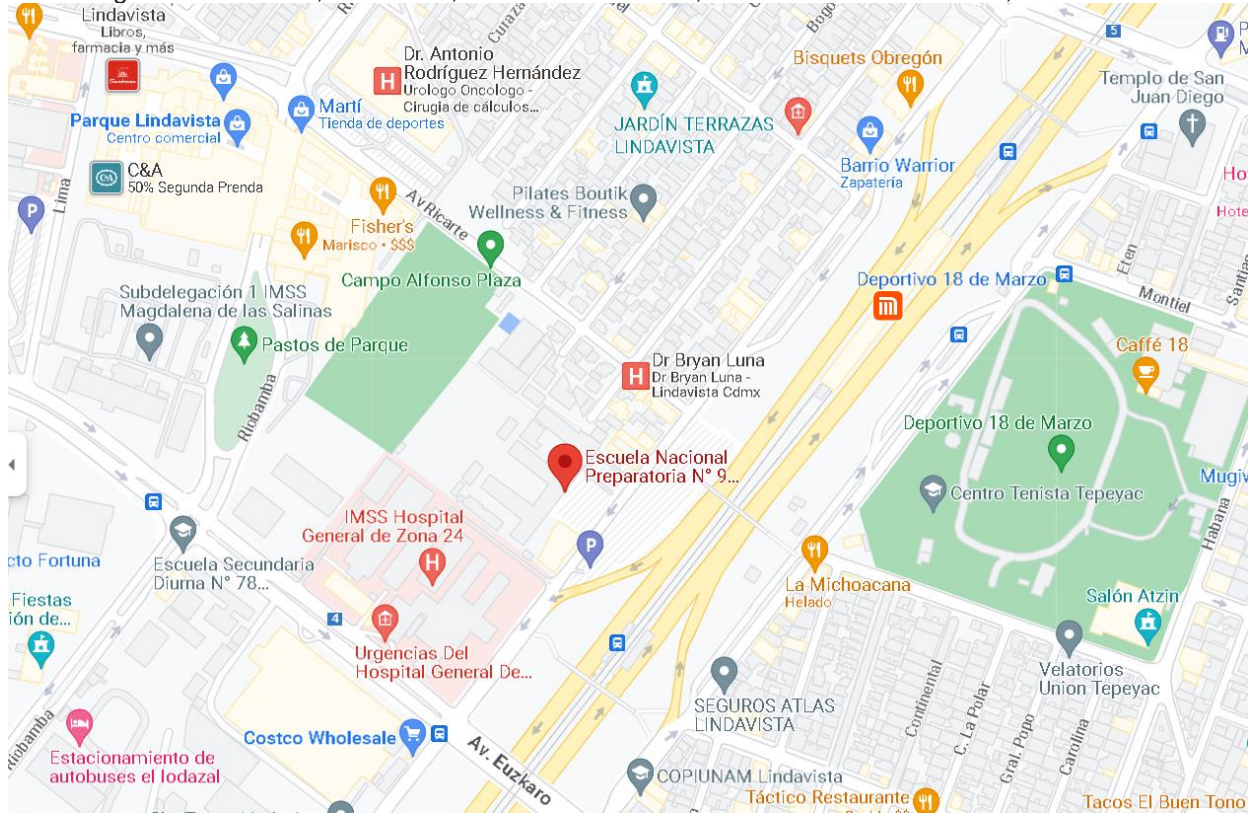 Lindavista
Libros,
farmacia y más
Parque Lindavista
Centro comercial
C&A
50% Segunda Prenda
Lima
Martí
Tienda de deportes
Dr. Antonio
Rodríguez Hernández
Urologo Oncologo -
Cirugia de cálculos...
H
JARDÍN TERRAZAS
LINDAVISTA
Bisquets Obregón
5
Templo de San
Juan Diego
Barrio Warrior
Zapatería
P
Pilates Boutik
Wellness & Fitness
Av Ricarte
Fisher's
Marisco • $$$
Campo Alfonso Plaza
Deportivo 18 de Marzo
Eten
Montiel
Subdelegación 1 IMSS
Magdalena de las Salinas
Pastos de Parque
Riobamba
H
Dr Bryan Luna
Dr Bryan Luna -
Lindavista Cdmx
Caffé 18
Deportivo 18 de Marzo
Escuela Nacional
Preparatoria N° 9...
Centro Tenista Tepeyac
Habana
IMSS Hospital
General de Zona 24
H
P
Escuela Secundaria
Diurna N° 78...
cto Fortuna
Fiestas
ión de...
4
La Michoacana
Helado
Salón Atzin
Urgencias Del
Hospital General De...
Velatorios
Union Tepeyac
SEGUROS ATLAS
LINDAVISTA
Continental
C. La Polar
Gral. Popo
Carolina
Costco Wholesale
Av. Euzkaro
Estacionamiento de
autobuses el lodazal
COPIUNAM Lindavista
Táctico Restaurante
Tacos El Buen Tono